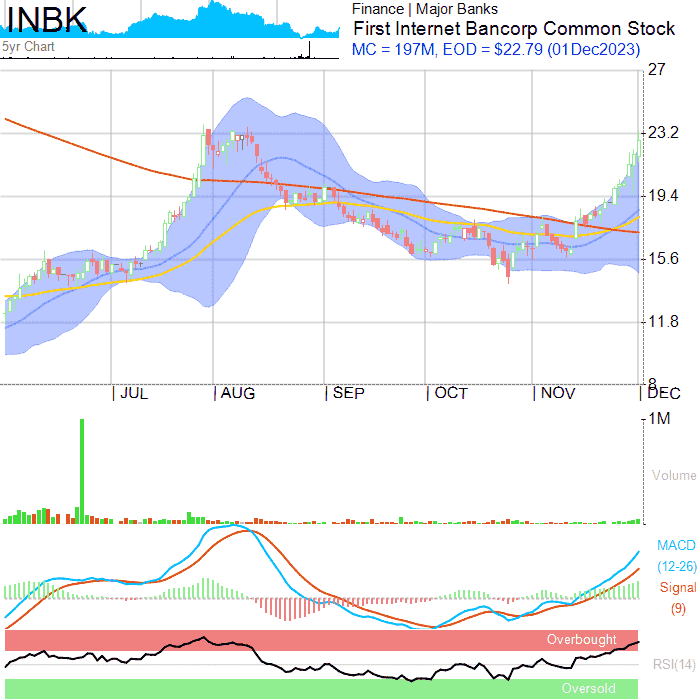 INBK
5yr Chart
Finance | Major Banks
First Internet Bancorp Common Stock
MC = 197M, EOD = $22.79 (01Dec2023)
27
23.2
19.4
15.6
11.8
8
JUL AUG SEP OCT NOV DEC
1M
Volume
MACD
(12-26)
Signal
(9)
Overbought
RSI(14)
Oversold